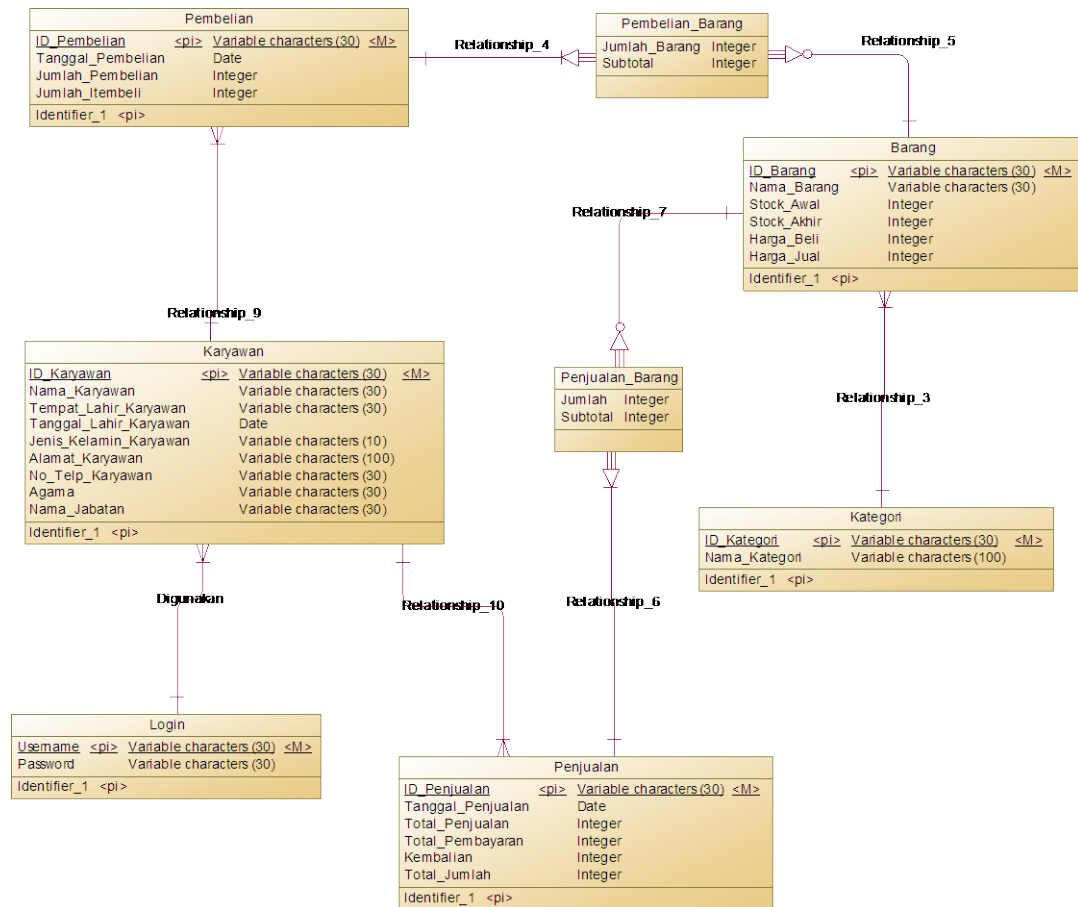 Pembelian
ID_Pembelian <pi> Variable characters (30) <M>
Tanggal_Pembelian Date
Jumlah_Pembelian Integer
Jumlah_Itembeli Integer
Identifier_1 <pi>
Relationship_4
Pembelian_Barang
Jumlah_Barang Integer
Subtotal Integer
Relationship_5
Barang
ID_Barang <pi> Variable characters (30) <M>
Nama_Barang Variable characters (30)
Stock_Awal Integer
Stock_Akhir Integer
Harga_Beli Integer
Harga_Jual Integer
Identifier_1 <pi>
Relationship_7
Relationship_9
Karyawan
ID_Karyawan <pi> Variable characters (30) <M>
Nama_Karyawan Variable characters (30)
Tempat_Lahir_Karyawan Variable characters (30)
Tanggal_Lahir_Karyawan Date
Jenis_Kelamin_Karyawan Variable characters (10)
Alamat_Karyawan Variable characters (100)
No_Telp_Karyawan Variable characters (30)
Agama Variable characters (30)
Nama_Jabatan Variable characters (30)
Identifier_1 <pi>
Penjualan_Barang
Jumlah Integer
Subtotal Integer
Relationship_3
Kategori
ID_Kategori <pi> Variable characters (30) <M>
Nama_Kategori Variable characters (100)
Identifier_1 <pi>
Digunakan
Relationship_10
Relationship_6
Login
Username <pi> Variable characters (30) <M>
Password Variable characters (30)
Identifier_1 <pi>
Penjualan
ID_Penjualan <pi> Variable characters (30) <M>
Tanggal_Penjualan Date
Total_Penjualan Integer
Total_Pembayaran Integer
Kembalian Integer
Total_Jumlah Integer
Identifier_1 <pi>